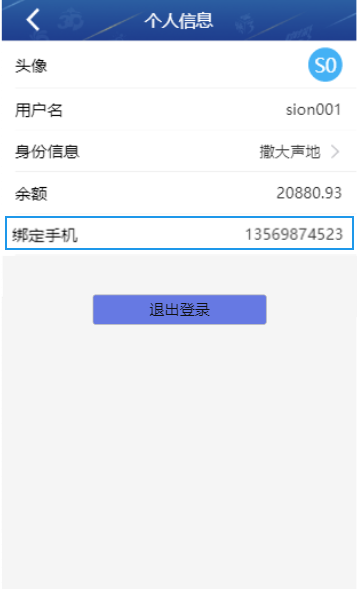 个人信息
头像 S0
用户名 sion001
身份信息 撒大声地
余额 20880.93
绑定手机 13569874523
退出登录